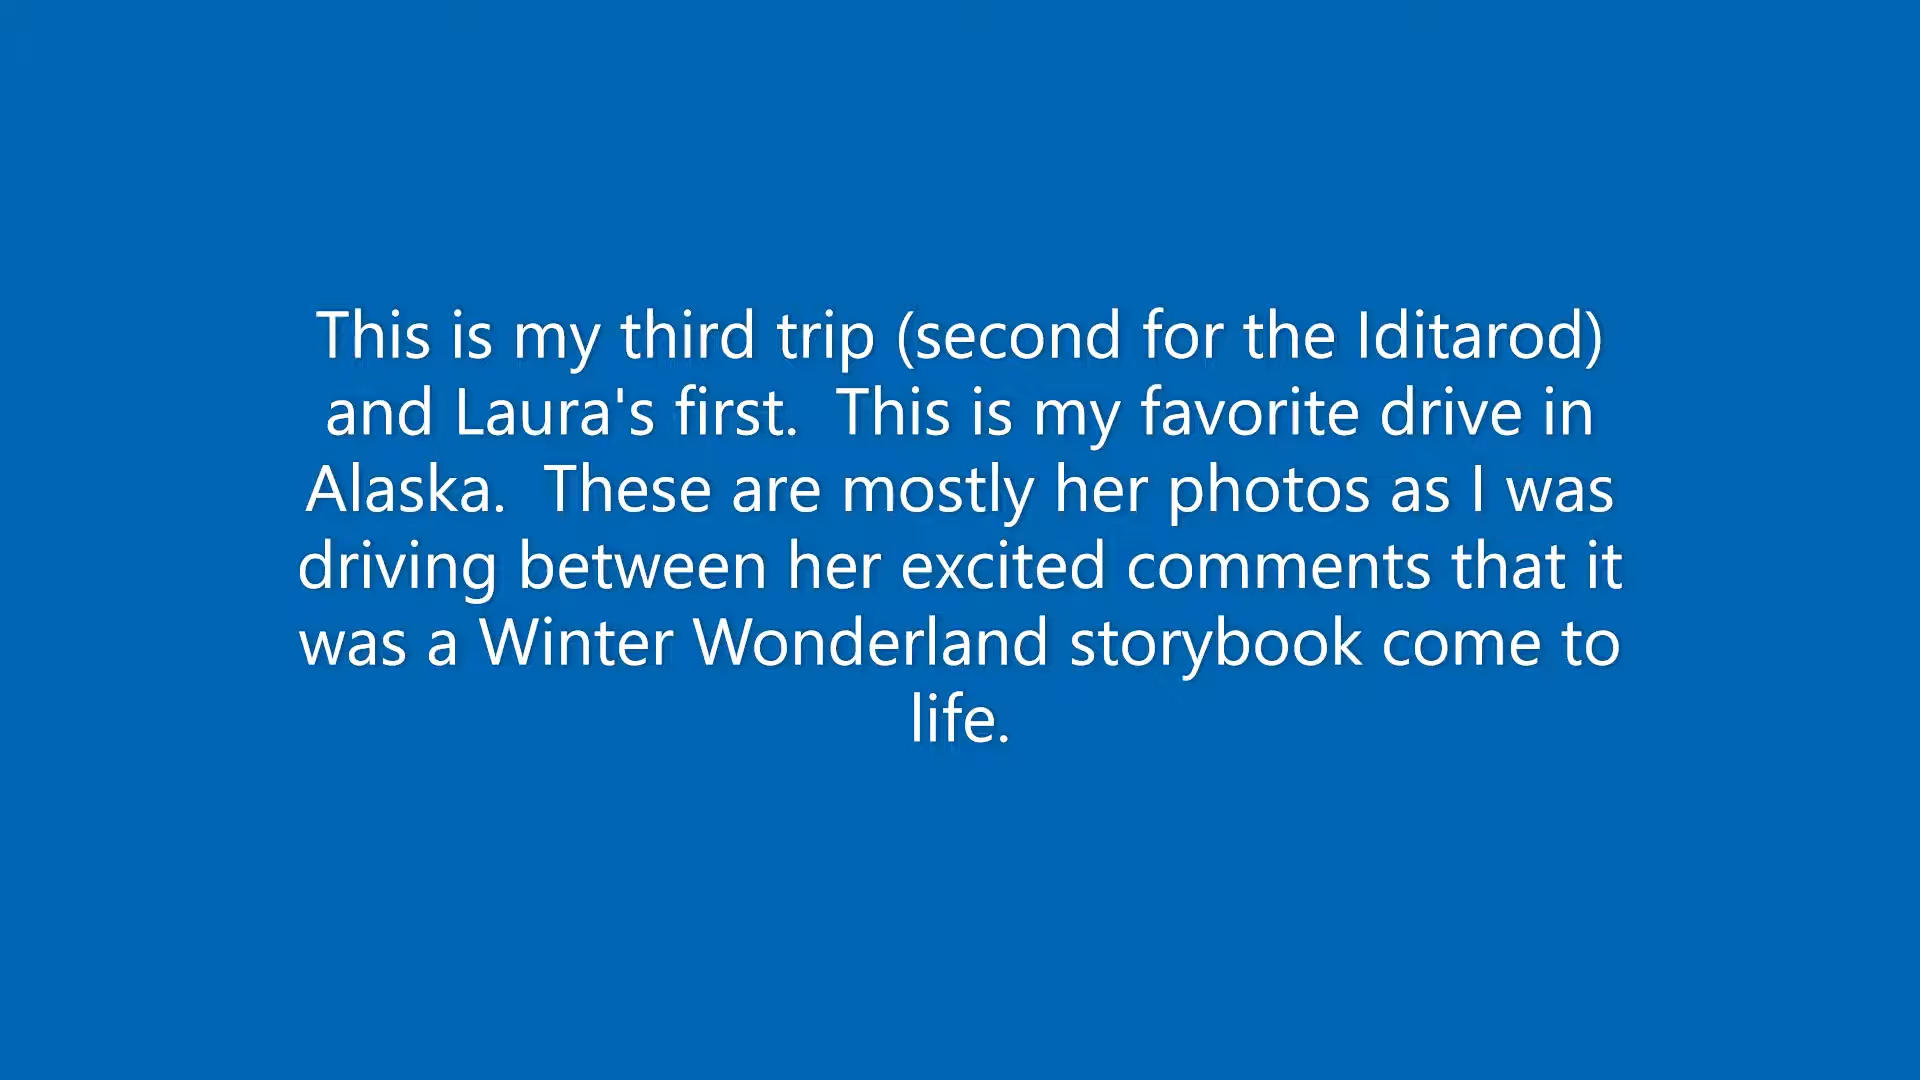 This is my third trip (second for the Iditarod)
and Laura's first.  This is my favorite drive in
Alaska.  These are mostly her photos as I was
driving between her excited comments that it
was a Winter Wonderland storybook come to
life.